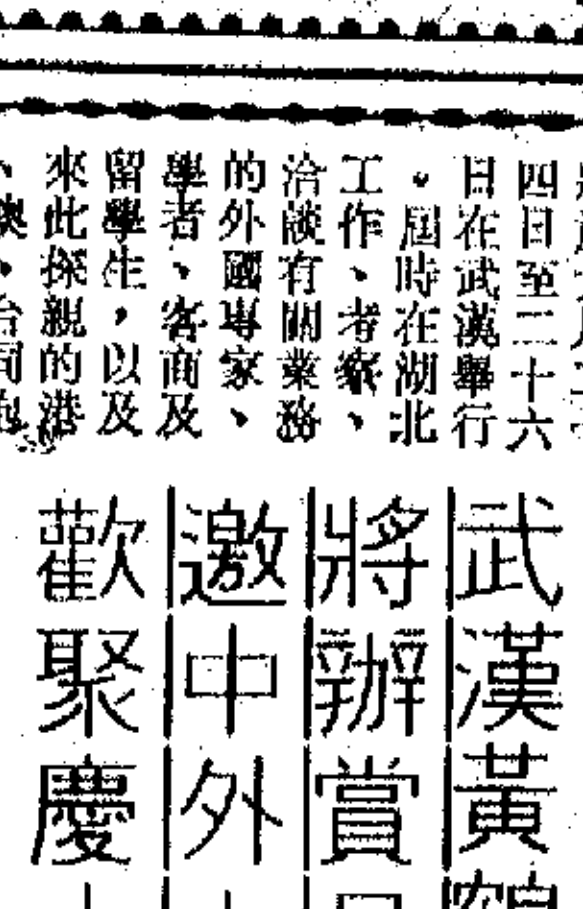 四日至二十六
日在武漢舉行
。屆時在湖北
工作、考察、
洽談有關業務
的外國專家、
學者、客商及
留學生，以及
來此探親的港
、澳、台同胞
武漢黃鶴
將辦賞
邀中外
歡聚慶